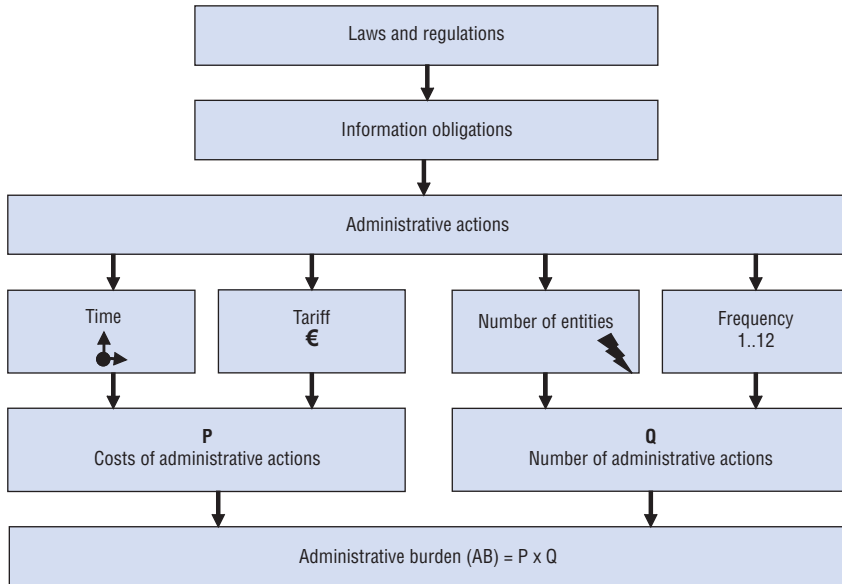 Laws and regulations
Information obligations
Administrative actions
Time
Tariff
€
Number of entities
Frequency
1..12
P
Costs of administrative actions
Q
Number of administrative actions
Administrative burden (AB) = P x Q